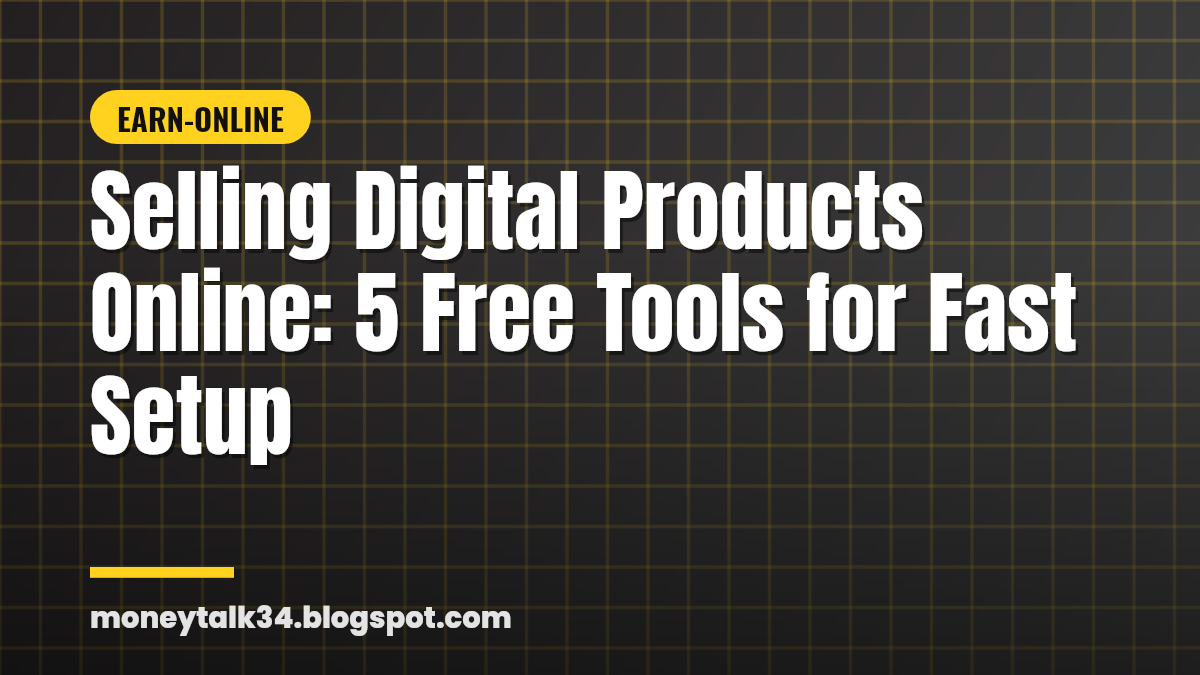 EARN-ONLINE
Selling Digital Products
Online: 5 Free Tools for Fast
Setup
moneytalk34.blogspot.com